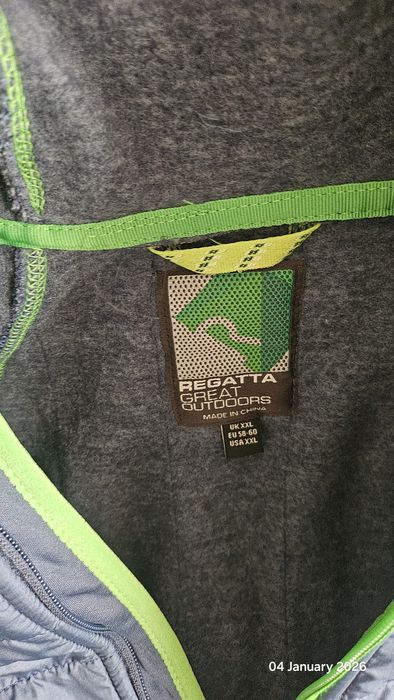 REGATTA
GREAT
OUTDOORS
MADE IN CHINA
UK XXL
EU 58-60
USA XXL
04 January 2026